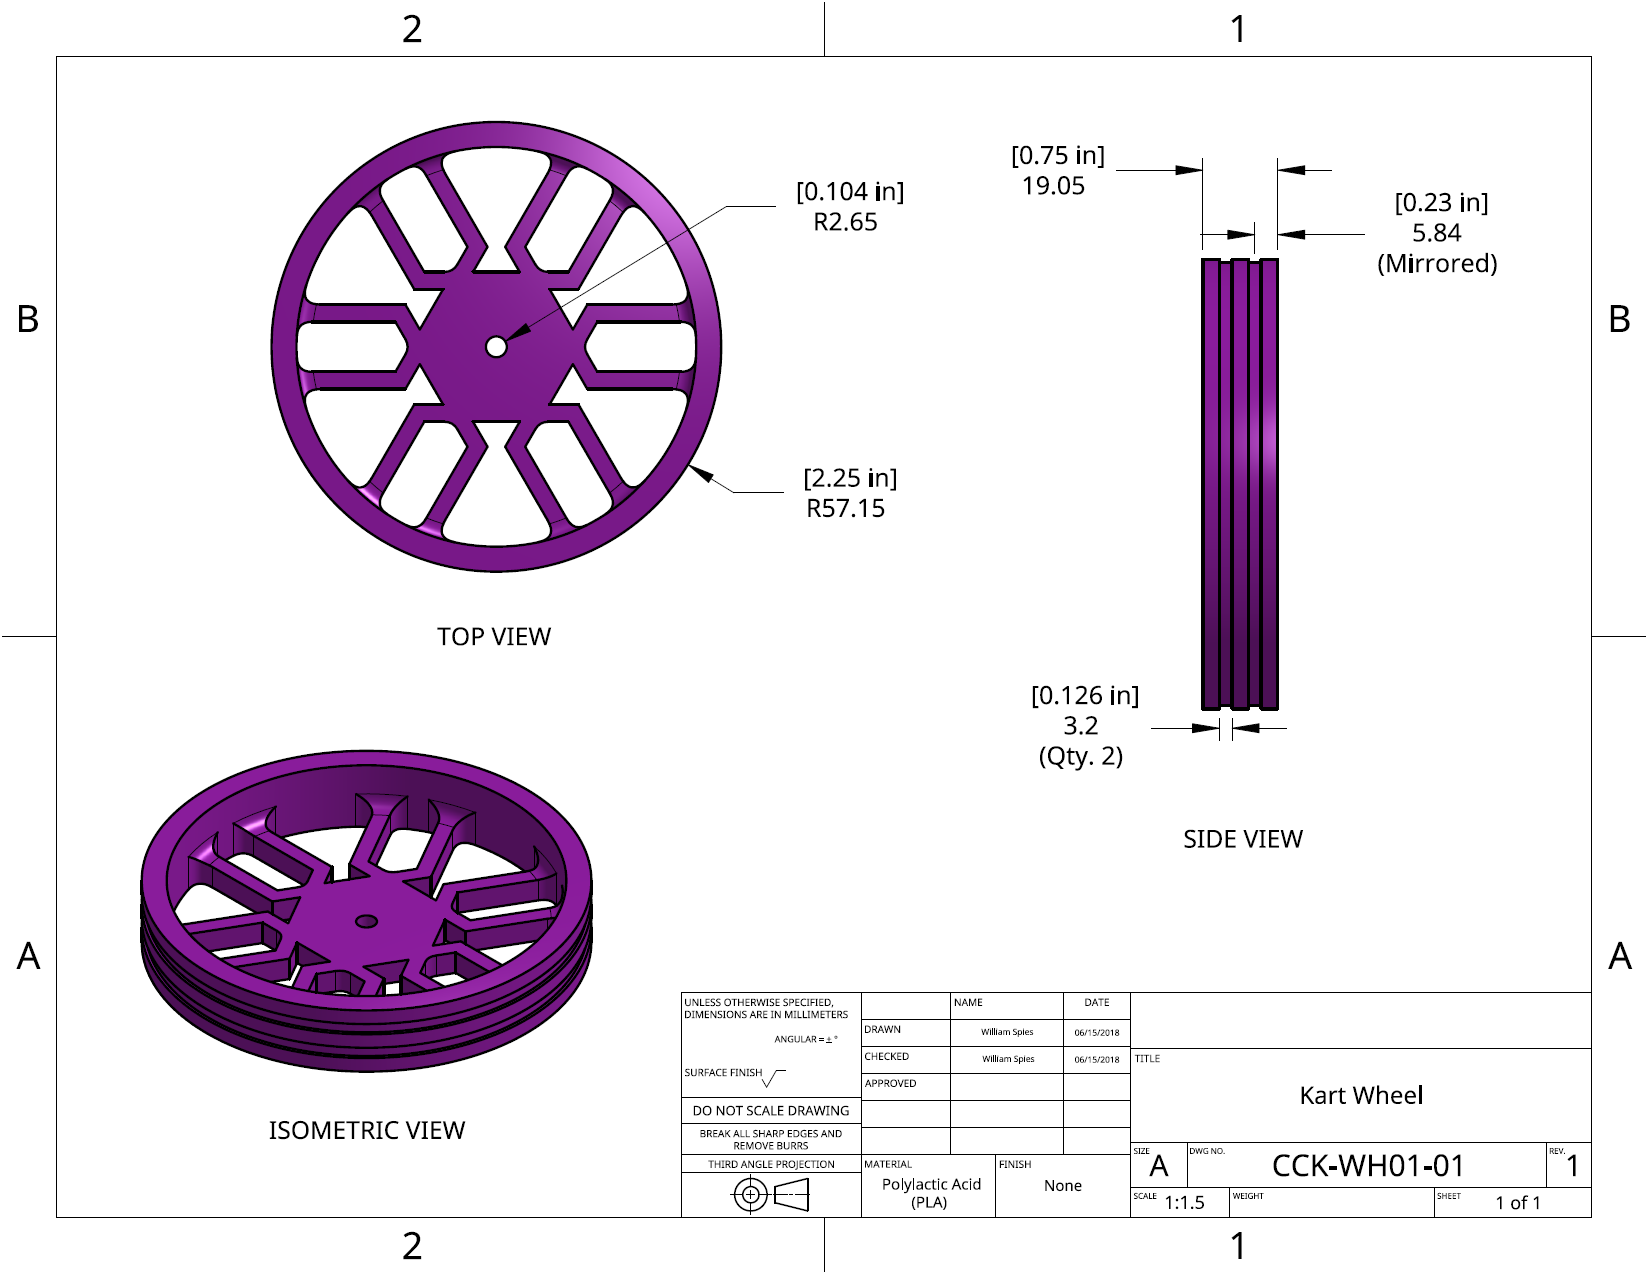 2
1
B
B
[0.104 in]
R2.65
[0.75 in]
19.05
[0.23 in]
5.84
(Mirrored)
[2.25 in]
R57.15
TOP VIEW
[0.126 in]
3.2
(Qty. 2)
SIDE VIEW
A
A
ISOMETRIC VIEW
UNLESS OTHERWISE SPECIFIED,
DIMENSIONS ARE IN MILLIMETERS
ANGULAR = ± °
SURFACE FINISH
DO NOT SCALE DRAWING
BREAK ALL SHARP EDGES AND
REMOVE BURRS
THIRD ANGLE PROJECTION
NAME
DATE
DRAWN
William Spies
06/15/2018
CHECKED
William Spies
06/15/2018
APPROVED
MATERIAL
Polylactic Acid
(PLA)
FINISH
None
TITLE
Kart Wheel
SIZE
A
DWG NO.
CCK-WH01-01
REV.
1
SCALE
1:1.5
WEIGHT
SHEET
1 of 1
2
1